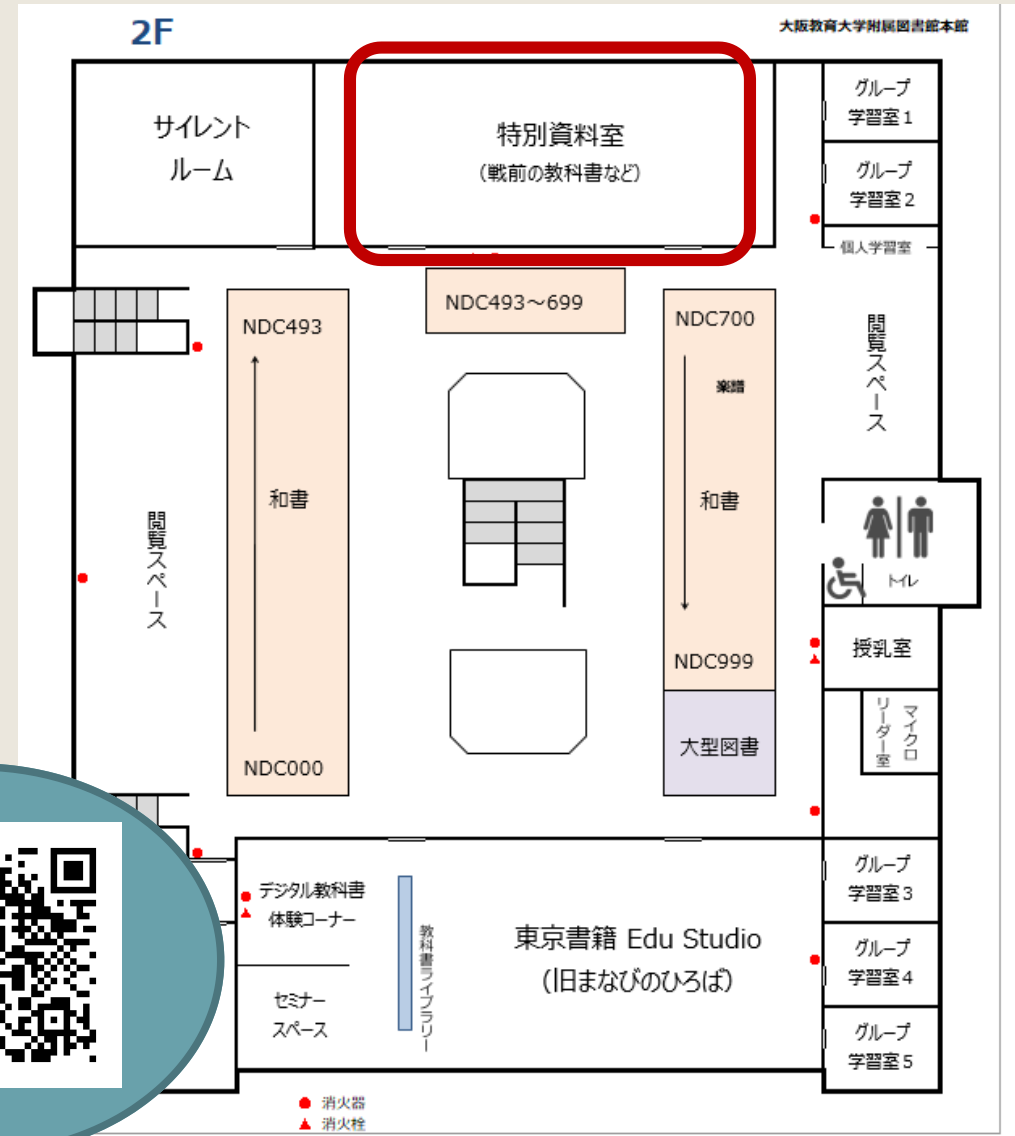 2F
大阪教育大学附属図書館本館
サイレント
ルーム
特別資料室
（戦前の教科書など）
グループ
学習室１
グループ
学習室２
個人学習室
NDC493
NDC493～699
NDC700
楽譜
閲覧スペース
和書
和書
閲覧スペース
トイレ
NDC999
授乳室
マイクロ
リーダー室
大型図書
NDC000
デジタル教科書
体験コーナー
教科書ライブラリー
東京書籍 Edu Studio
（旧まなびのひろば）
セミナー
スペース
グループ
学習室３
グループ
学習室４
グループ
学習室５
消火器
消火栓